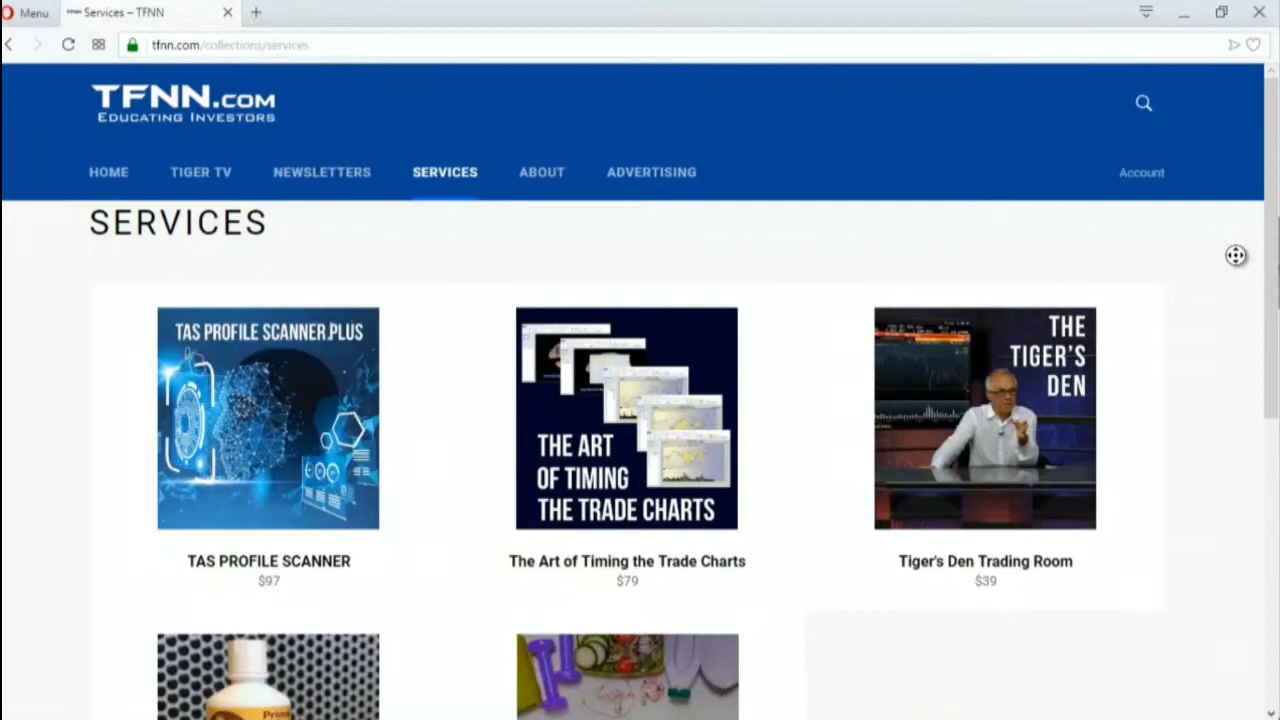 Menu
Services – TFNN
tfnn.com/collections/services
TFNN.COM
EDUCATING INVESTORS
HOME
TIGER TV
NEWSLETTERS
SERVICES
ABOUT
ADVERTISING
Account
SERVICES
TAS PROFILE SCANNER PLUS
THE ART
OF TIMING
THE TRADE CHARTS
THE
TIGER'S
DEN
TAS PROFILE SCANNER
$97
The Art of Timing the Trade Charts
$79
Tiger's Den Trading Room
$39